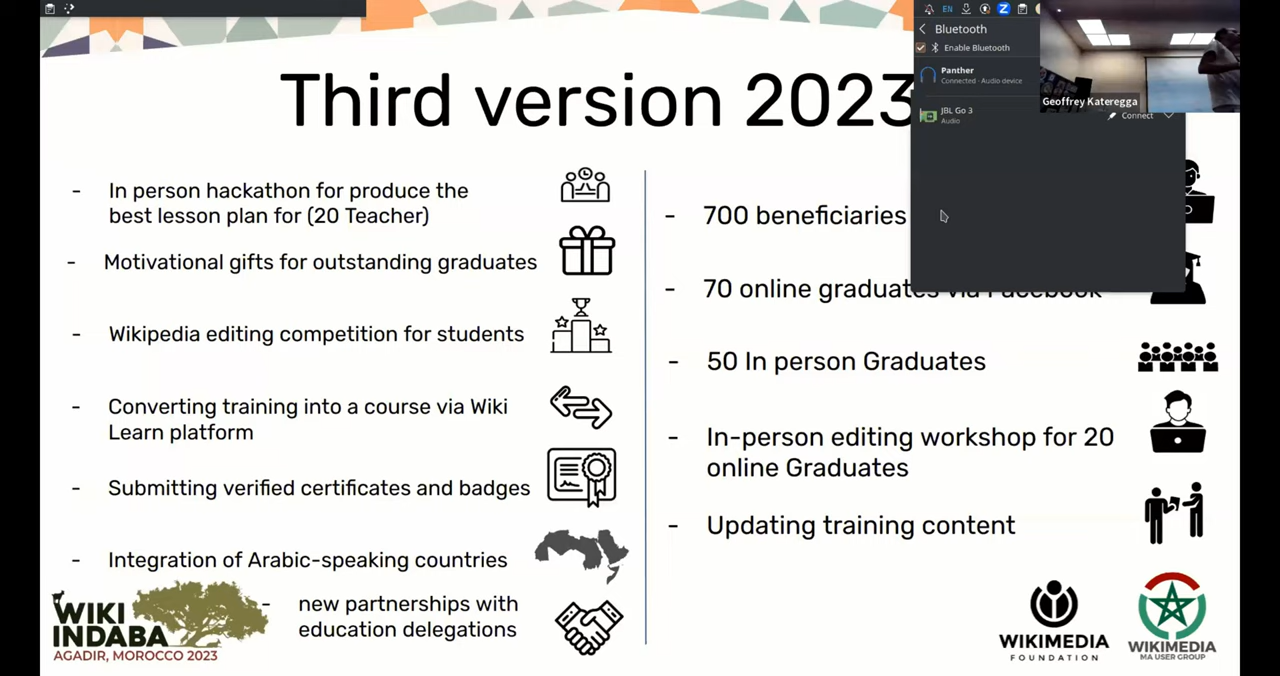 Third version 2023
- In person hackathon for produce the
best lesson plan for (20 Teacher)
- Motivational gifts for outstanding graduates
- Wikipedia editing competition for students
- Converting training into a course via Wiki
Learn platform
- Submitting verified certificates and badges
- Integration of Arabic-speaking countries
- new partnerships with
education delegations
- 700 beneficiaries
- 70 online graduates via Facebook
- 50 In person Graduates
- In-person editing workshop for 20
online Graduates
- Updating training content
WIKI
INDABA
AGADIR, MOROCCO 2023
WIKIMEDIA
FOUNDATION
WIKIMEDIA
MA USER GROUP
EN
Bluetooth
Enable Bluetooth
Panther
Connected · Audio device
JBL Go 3
Audio
Connect
Geoffrey Kateregga